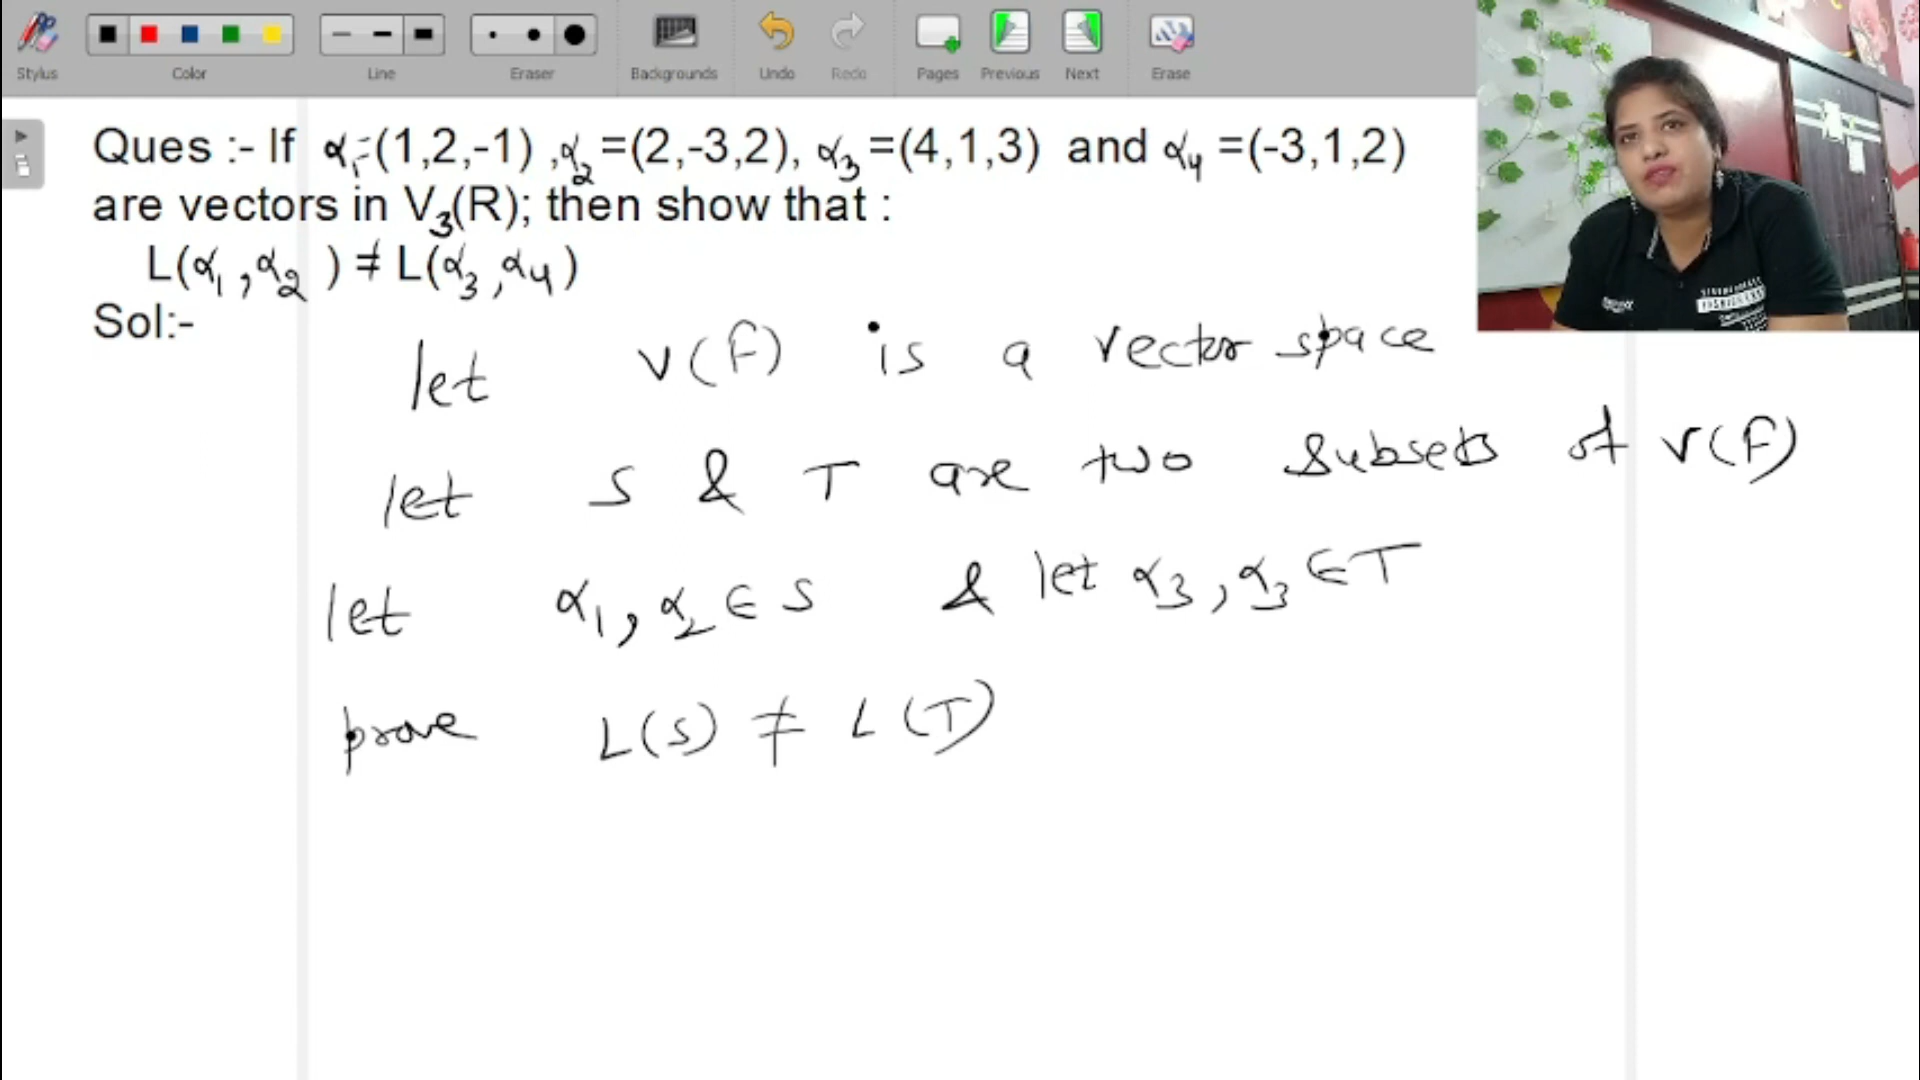 Stylus Color Line Eraser Backgrounds Undo Redo Pages Previous Next Erase
Ques :- If α₁=(1,2,-1) ,α₂=(2,-3,2), α₃=(4,1,3) and α₄=(-3,1,2)
are vectors in V₃(R); then show that :
L(α₁,α₂ ) ≠ L(α₃,α₄)
Sol:-
let V(F) is a vector space
let S & T are two subsets of V(F)
let α₁, α₂ ∈ S & let α₃, α₃ ∈ T
prove L(S) ≠ L(T)